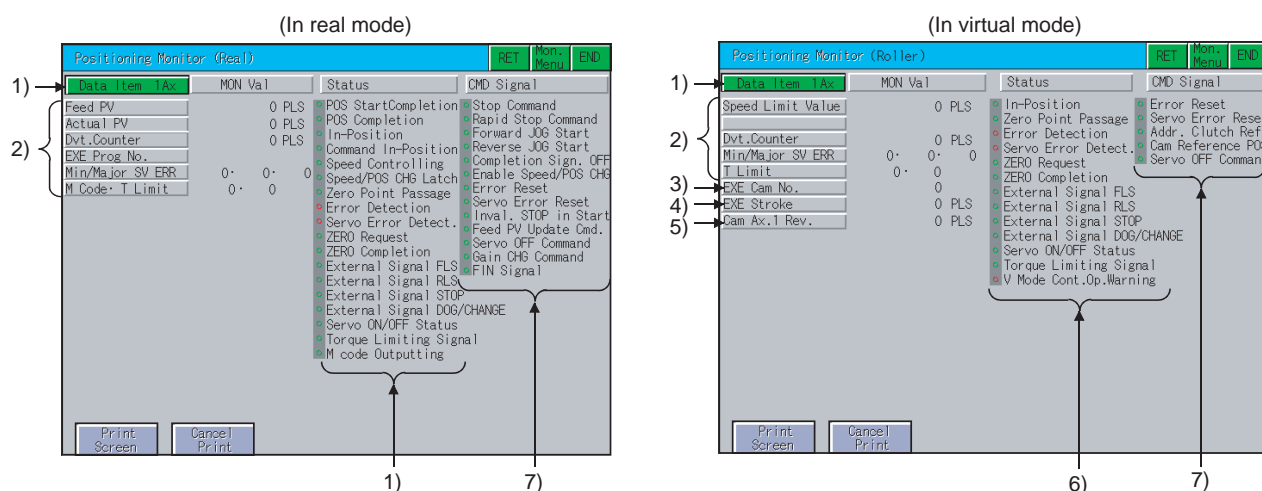 (In real mode)
Positioning Monitor (Real)
RET
Mon.
Menu
END
1)
Data Item 1Ax
MON Val
Status
CMD Signal
2)
Feed PV
0 PLS
Actual PV
0 PLS
Dvt.Counter
0 PLS
EXE Prog No.
Min/Major SV ERR
0· 0· 0
M Code· T Limit
0· 0
POS StartCompletion
POS Completion
In-Position
Command In-Position
Speed Controlling
Speed/POS CHG Latch
Zero Point Passage
Error Detection
Servo Error Detect.
ZERO Request
ZERO Completion
External Signal FLS
External Signal RLS
External Signal STOP
External Signal DOG/CHANGE
Servo ON/OFF Status
Torque Limiting Signal
M code Outputting
Stop Command
Rapid Stop Command
Forward JOG Start
Reverse JOG Start
Completion Sign. OFF
Enable Speed/POS CHG
Error Reset
Servo Error Reset
Inval. STOP in Start
Feed PV Update Cmd.
Servo OFF Command
Gain CHG Command
FIN Signal
Print
Screen
Cancel
Print
1)
7)
(In virtual mode)
Positioning Monitor (Roller)
RET
Mon.
Menu
END
1)
Data Item 1Ax
MON Val
Status
CMD Signal
2)
Speed Limit Value
0 PLS
Dvt.Counter
0 PLS
Min/Major SV ERR
0· 0· 0
T Limit
0· 0
3)
EXE Cam No.
0
4)
EXE Stroke
0 PLS
5)
Cam Ax.1 Rev.
0 PLS
In-Position
Zero Point Passage
Error Detection
Servo Error Detect.
ZERO Request
ZERO Completion
External Signal FLS
External Signal RLS
External Signal STOP
External Signal DOG/CHANGE
Servo ON/OFF Status
Torque Limiting Signal
V Mode Cont.Op.Warning
Error Reset
Servo Error Rese
Addr. Clutch Ref
Cam Reference PO
Servo OFF Comman
Print
Screen
Cancel
Print
6)
7)